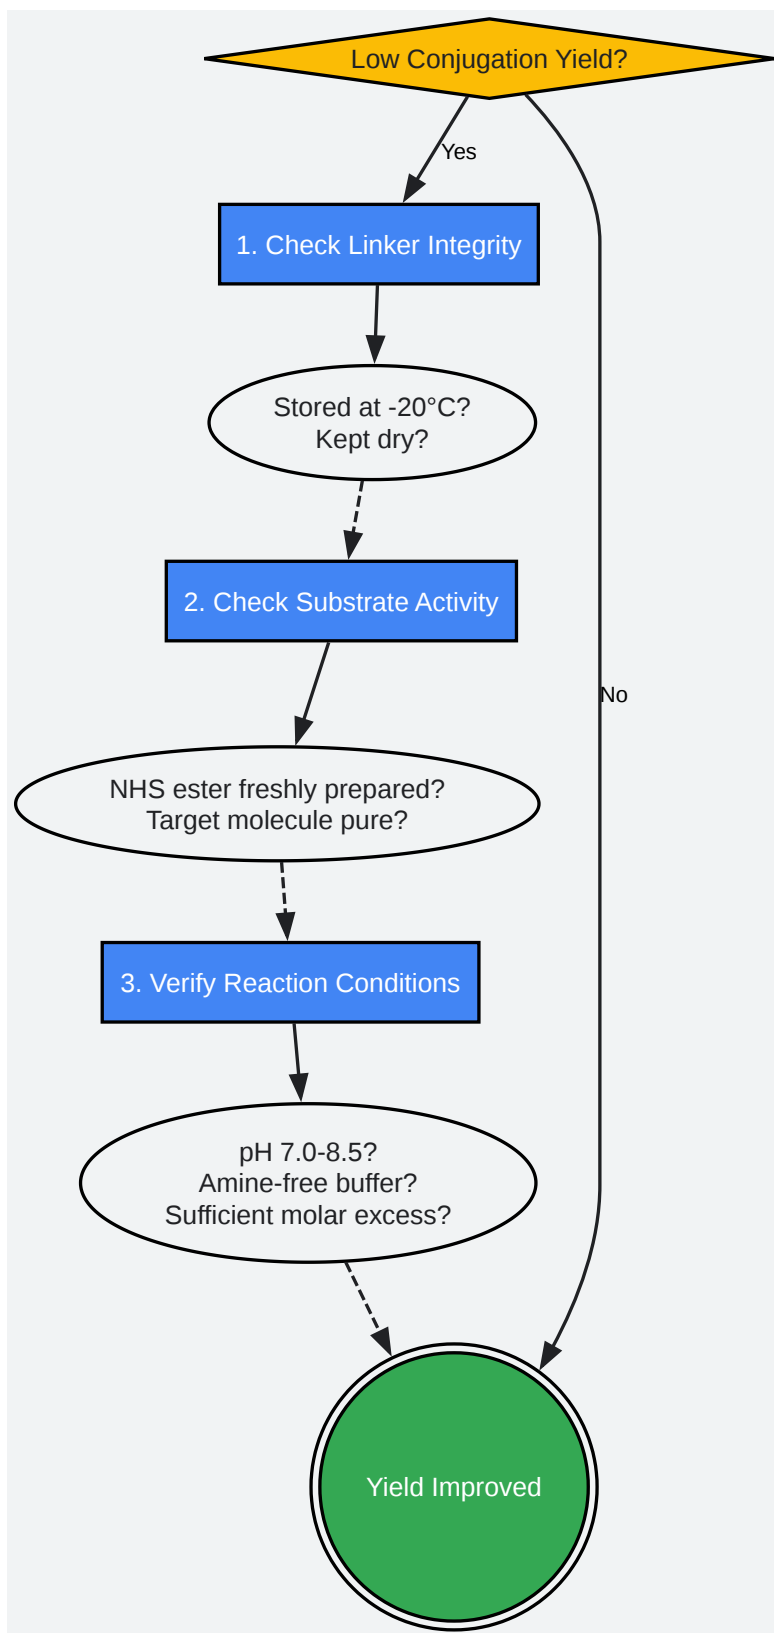 Low Conjugation Yield?
Yes
1. Check Linker Integrity
Stored at -20°C?
Kept dry?
2. Check Substrate Activity
No
NHS ester freshly prepared?
Target molecule pure?
3. Verify Reaction Conditions
pH 7.0-8.5?
Amine-free buffer?
Sufficient molar excess?
Yield Improved